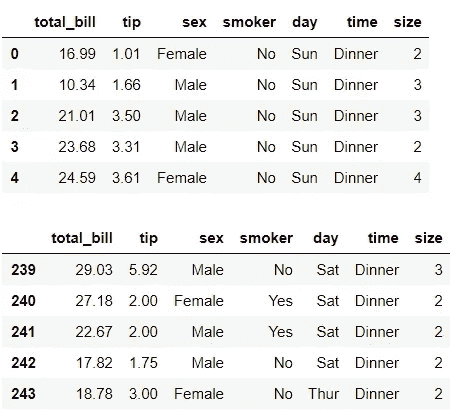 total_bill tip sex smoker day time size
0 16.99 1.01 Female No Sun Dinner 2
1 10.34 1.66 Male No Sun Dinner 3
2 21.01 3.50 Male No Sun Dinner 3
3 23.68 3.31 Male No Sun Dinner 2
4 24.59 3.61 Female No Sun Dinner 4
total_bill tip sex smoker day time size
239 29.03 5.92 Male No Sat Dinner 3
240 27.18 2.00 Female Yes Sat Dinner 2
241 22.67 2.00 Male Yes Sat Dinner 2
242 17.82 1.75 Male No Sat Dinner 2
243 18.78 3.00 Female No Thur Dinner 2